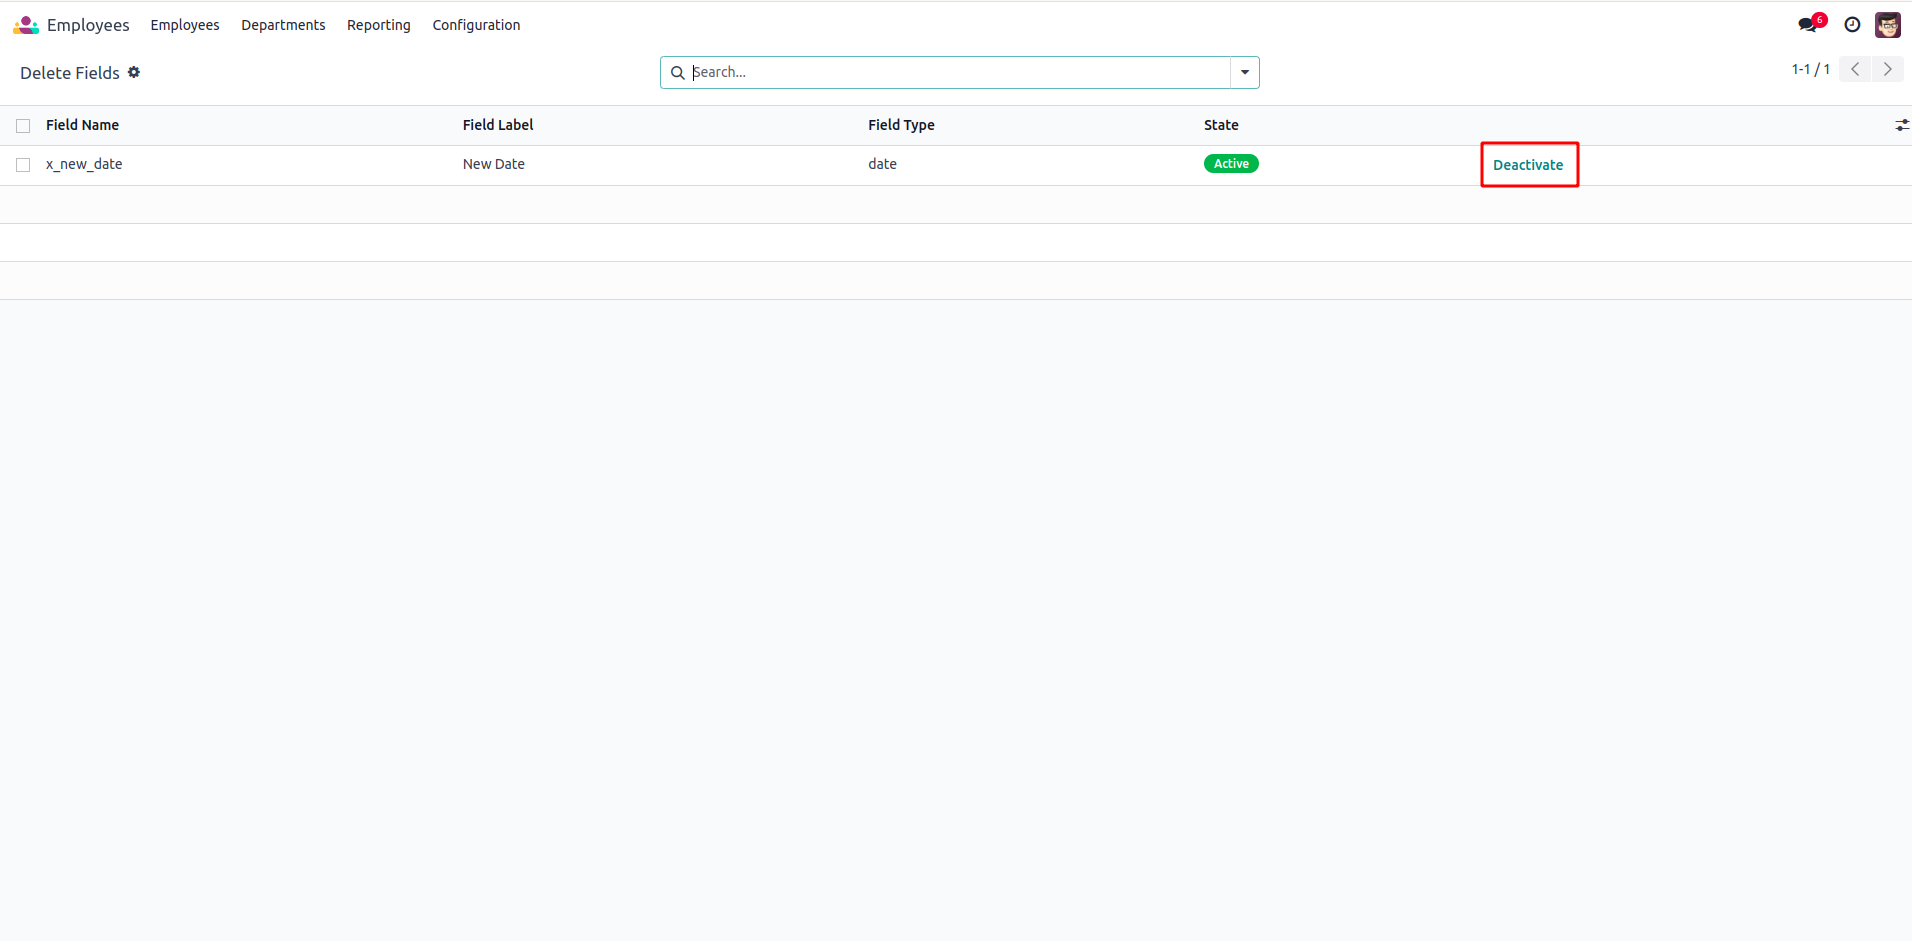 Employees Employees Departments Reporting Configuration 6
Delete Fields Search... 1-1 / 1
Field Name Field Label Field Type State
x_new_date New Date date Active Deactivate